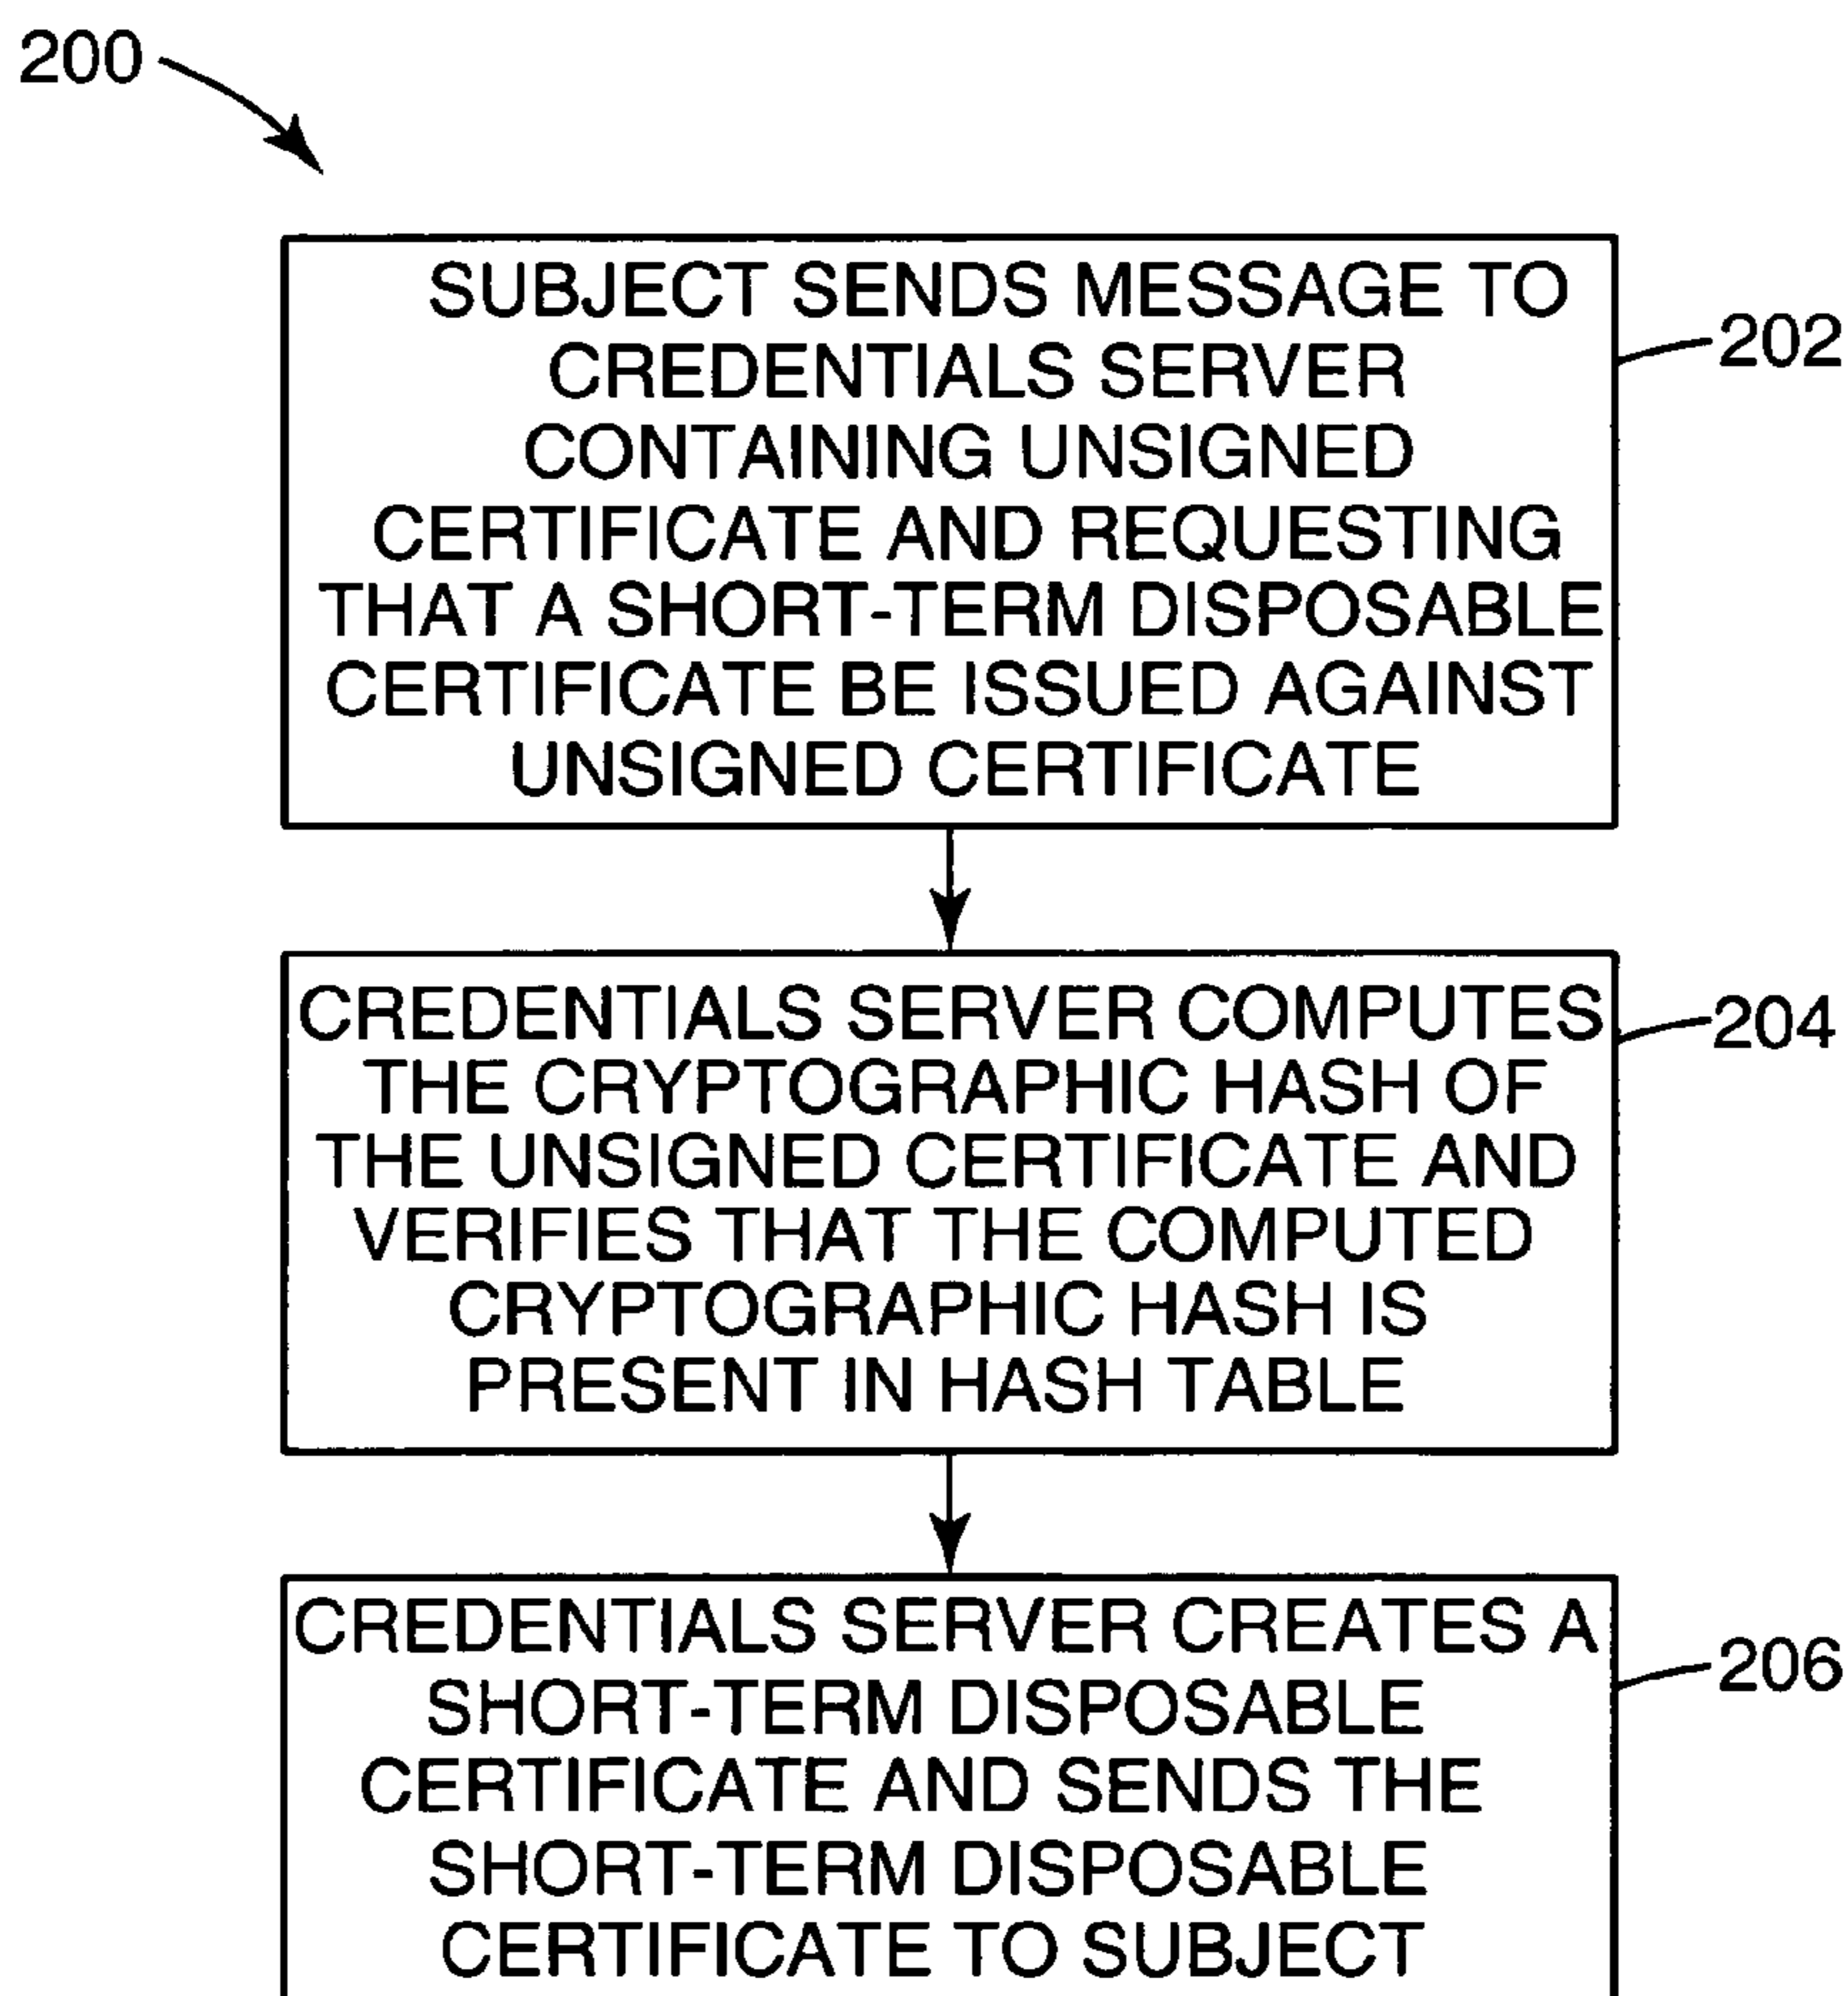 200
SUBJECT SENDS MESSAGE TO
CREDENTIALS SERVER
CONTAINING UNSIGNED
CERTIFICATE AND REQUESTING
THAT A SHORT-TERM DISPOSABLE
CERTIFICATE BE ISSUED AGAINST
UNSIGNED CERTIFICATE
202
CREDENTIALS SERVER COMPUTES
THE CRYPTOGRAPHIC HASH OF
THE UNSIGNED CERTIFICATE AND
VERIFIES THAT THE COMPUTED
CRYPTOGRAPHIC HASH IS
PRESENT IN HASH TABLE
204
CREDENTIALS SERVER CREATES A
SHORT-TERM DISPOSABLE
CERTIFICATE AND SENDS THE
SHORT-TERM DISPOSABLE
CERTIFICATE TO SUBJECT
206